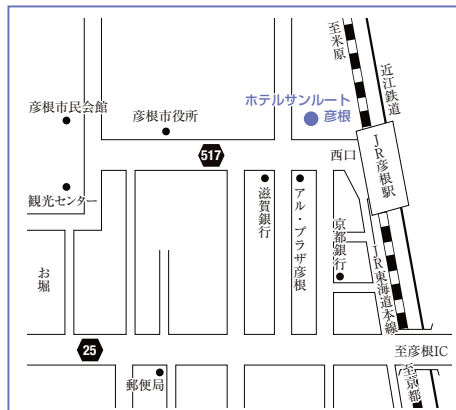 至米原
近江鉄道
ホテルサンルート
彦根
彦根市民会館
彦根市役所
517
西口
JR彦根駅
観光センター
滋賀銀行
アル・プラザ彦根
京都銀行
お堀
JR東海道本線
25
至彦根IC
郵便局
至京都